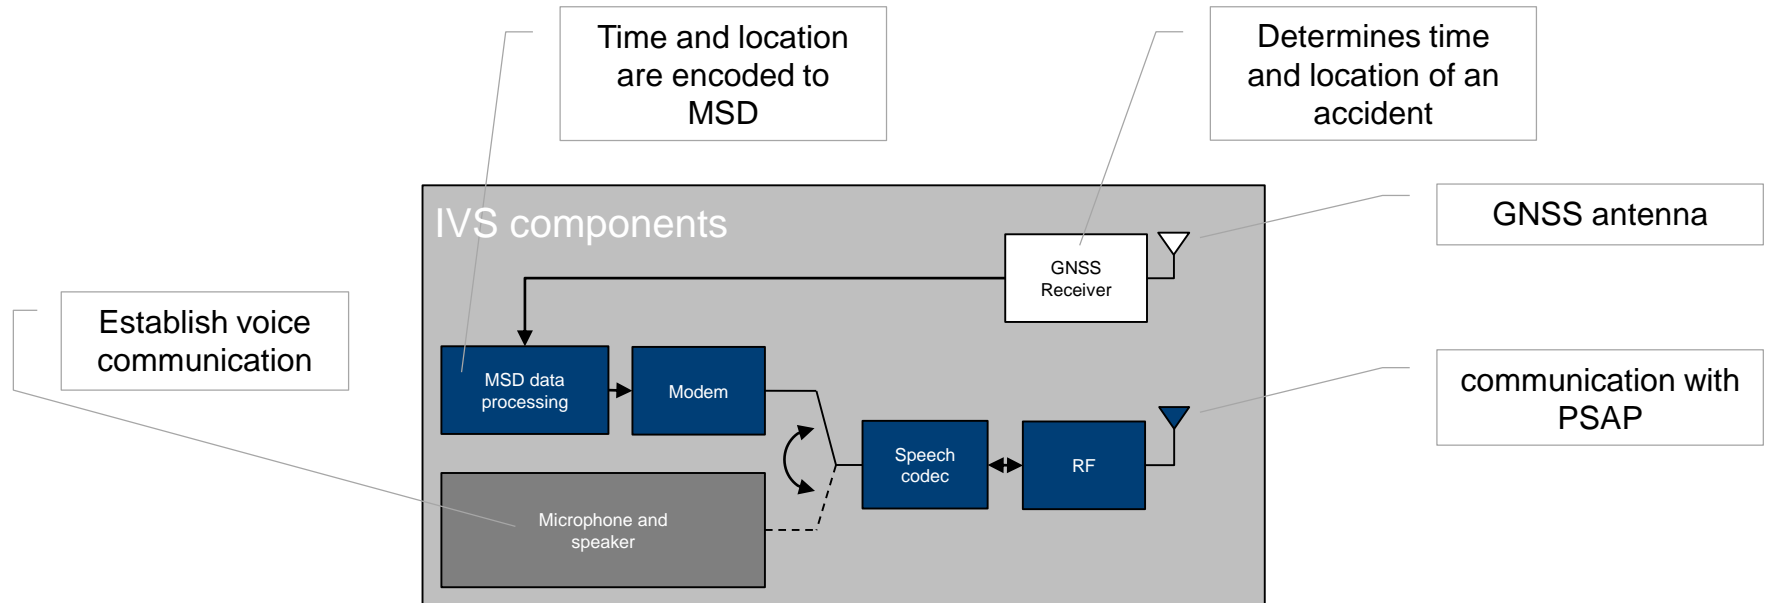 Time and location
are encoded to
MSD
Determines time
and location of an
accident
IVS components
GNSS antenna
GNSS
Receiver
Establish voice
communication
MSD data
processing
Modem
communication with
PSAP
Speech
codec
RF
Microphone and
speaker